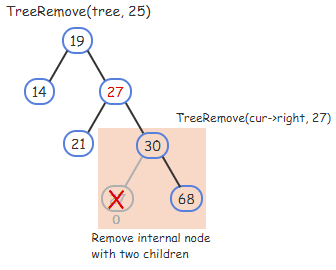 TreeRemove(tree, 25)
19
14
27
TreeRemove(cur->right, 27)
21
30
68
0
Remove internal node
with two children